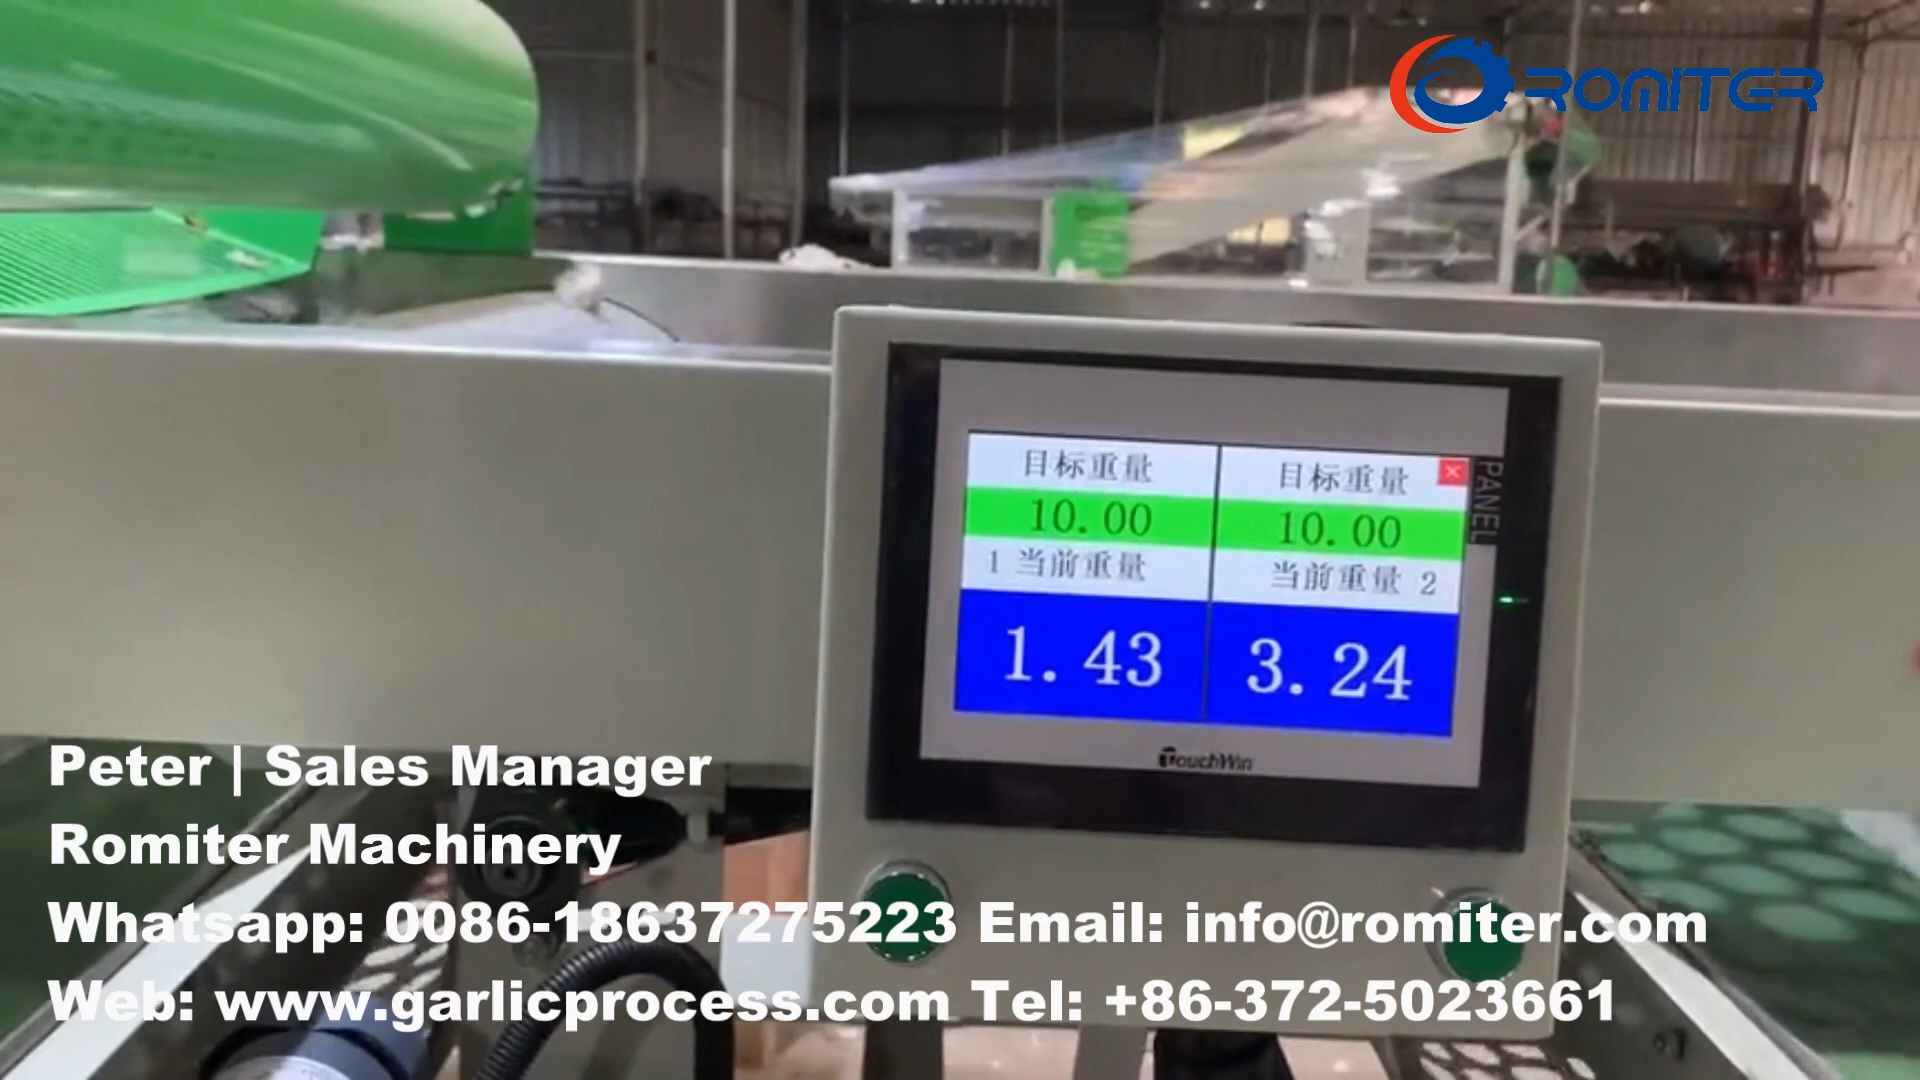 ROMITER
目标重量 目标重量
10.00 10.00
1 当前重量 当前重量 2
1.43 3.24
PANEL
TouchWin
Peter | Sales Manager
Romiter Machinery
Whatsapp: 0086-18637275223 Email: info@romiter.com
Web: www.garlicprocess.com Tel: +86-372-5023661